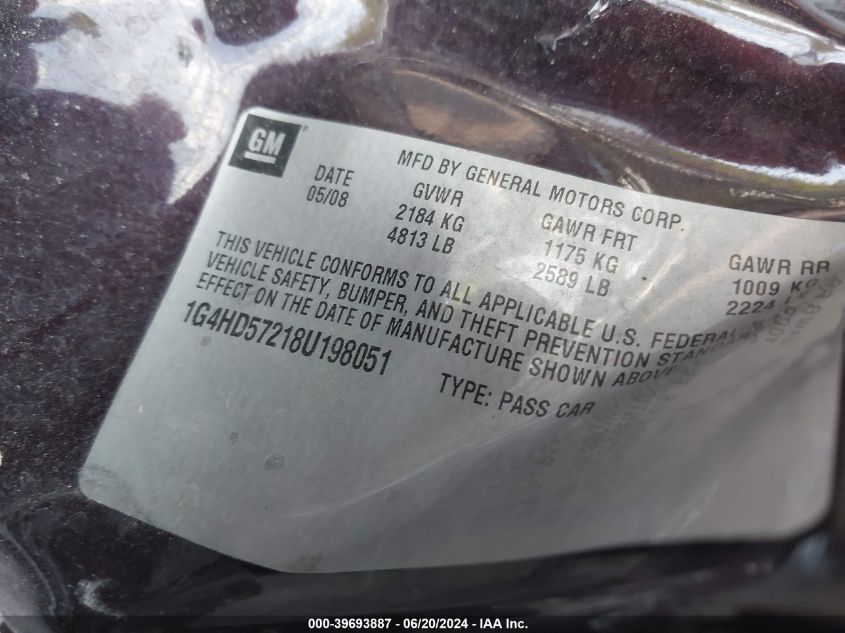 GM
MFD BY GENERAL MOTORS CORP.
DATE GVWR GAWR FRT GAWR RR
05/08 2184 KG 1175 KG 1009 KG
4813 LB 2589 LB 2224
THIS VEHICLE CONFORMS TO ALL APPLICABLE U.S. FEDERAL
VEHICLE SAFETY, BUMPER, AND THEFT PREVENTION
EFFECT ON THE DATE OF MANUFACTURE SHOWN ABOVE.
1G4HD57218U198051 TYPE: PASS CAR
000-39693887 / 06/20/2024 - IAA Inc.